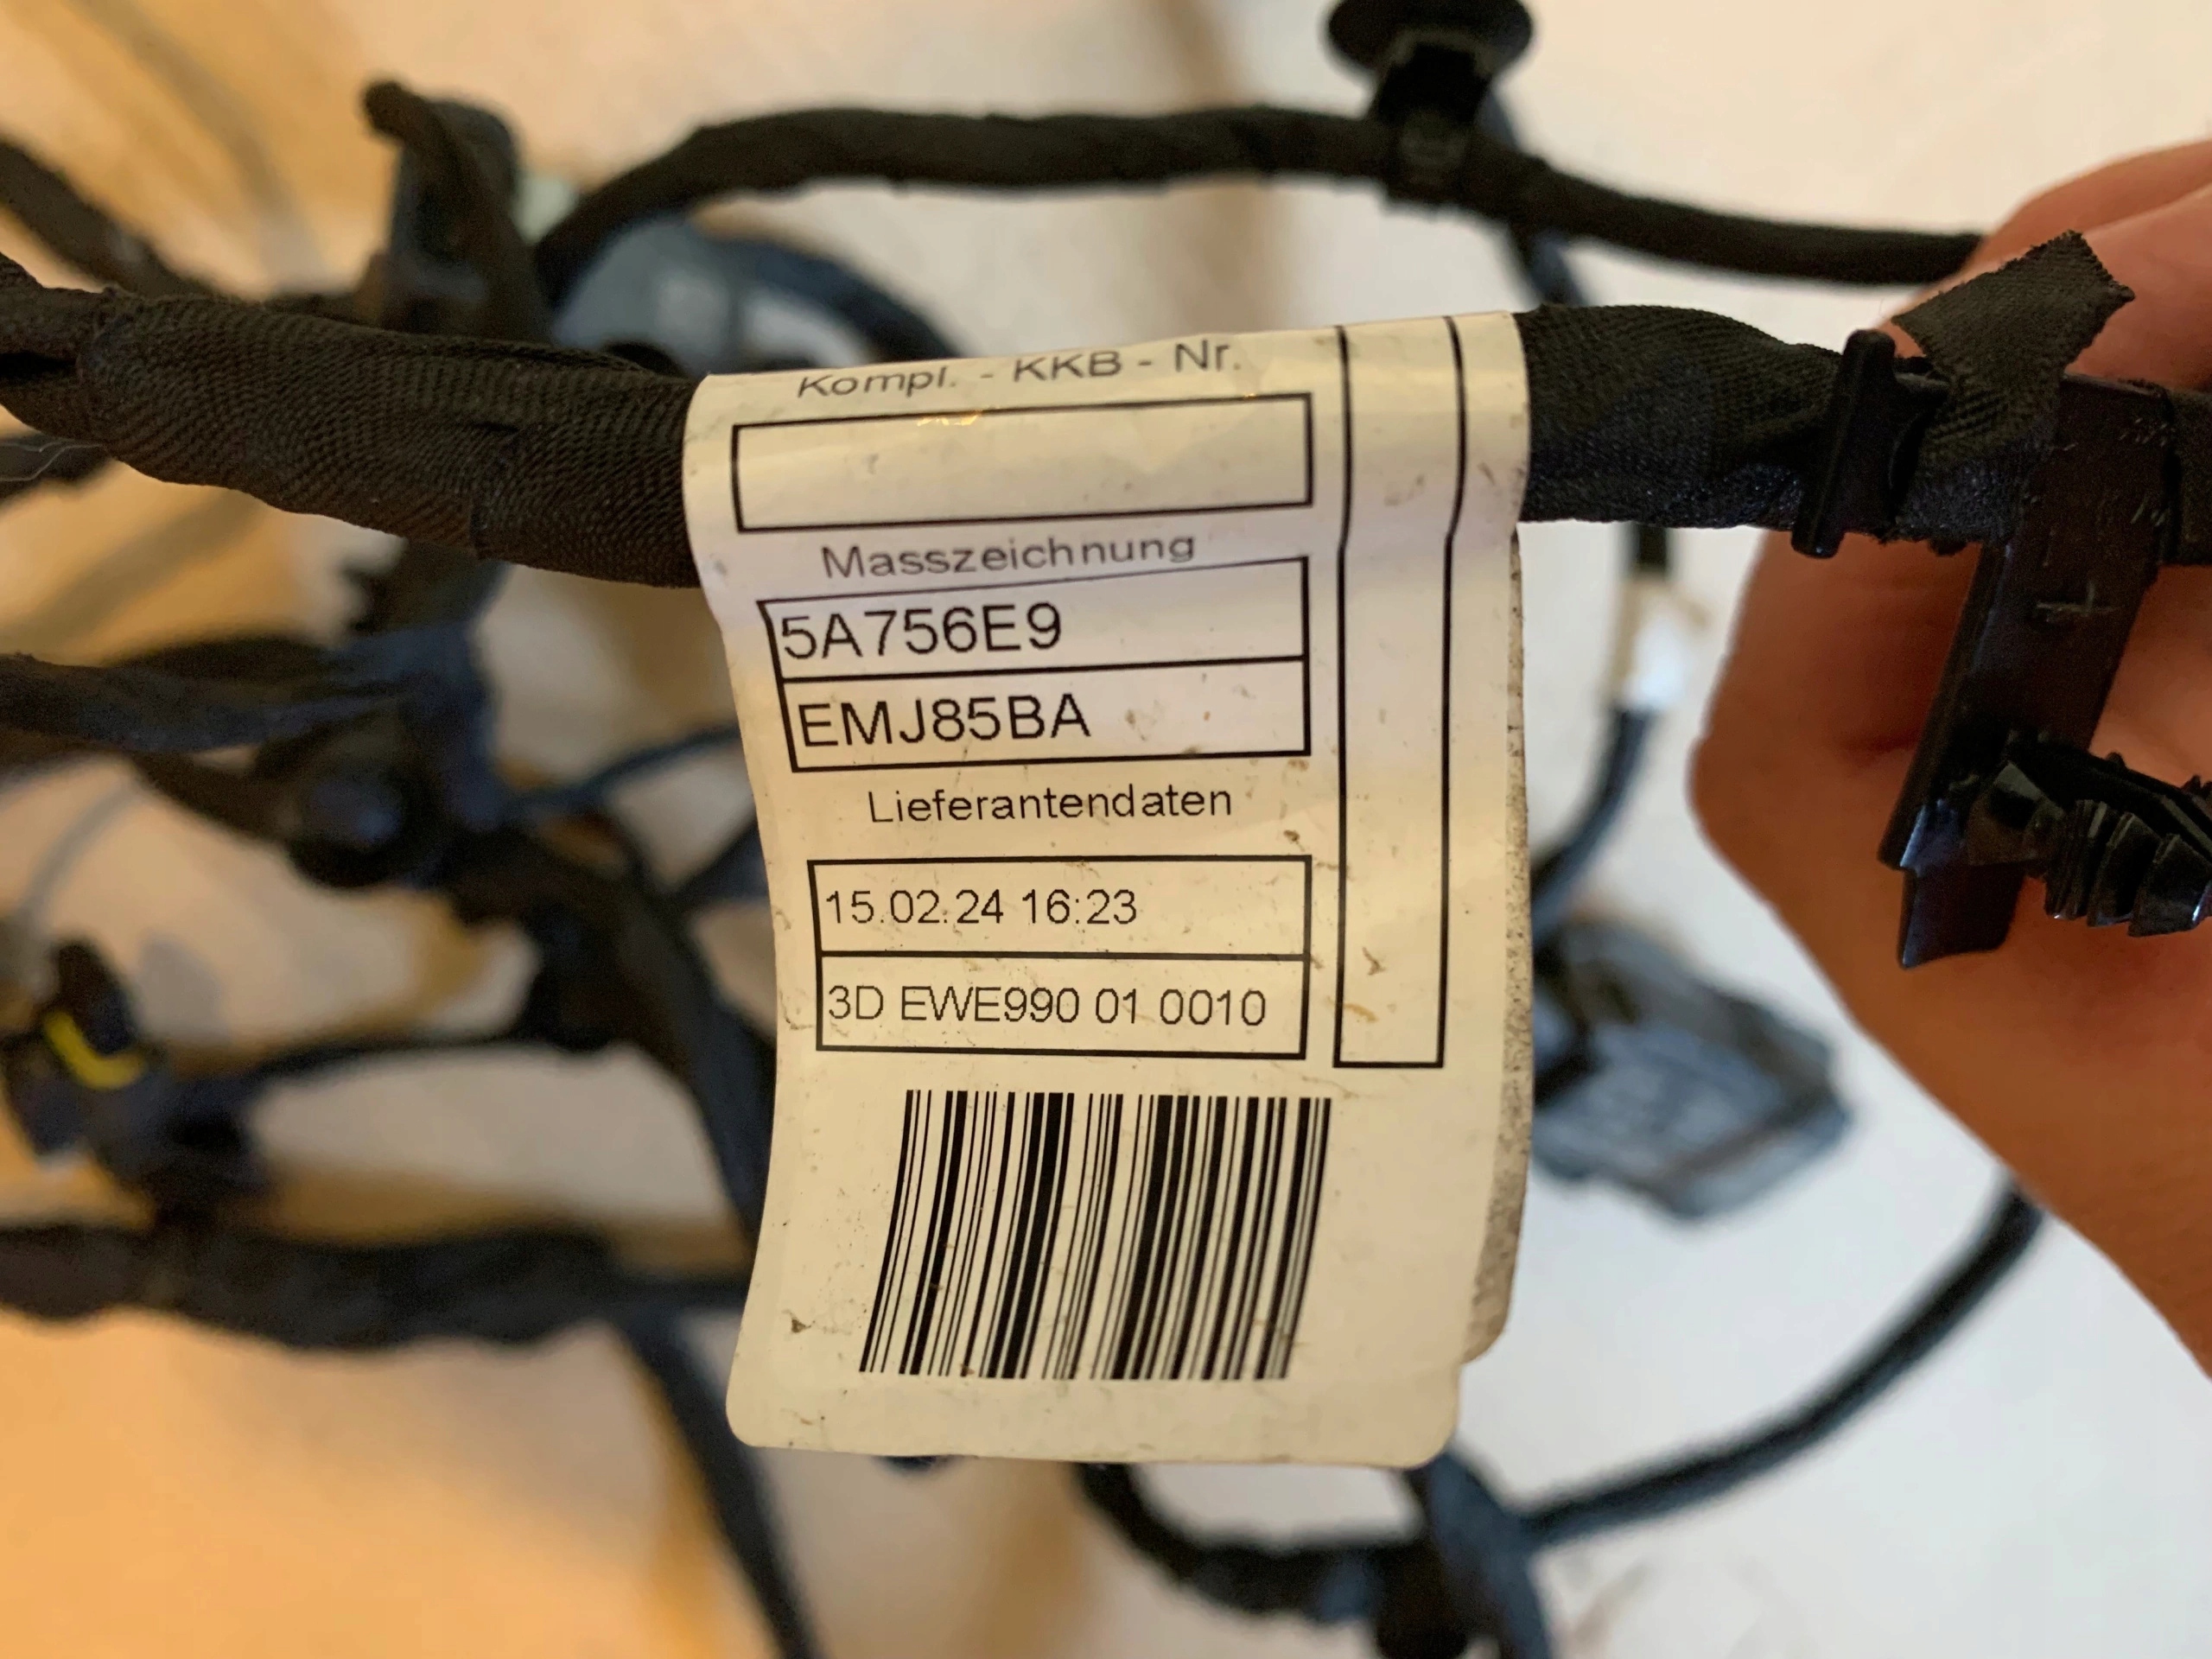 Kompl. - KKB - Nr.
Masszeichnung
5A756E9
EMJ85BA
Lieferantendaten
15.02.24 16:23
3D EWE990 01 0010